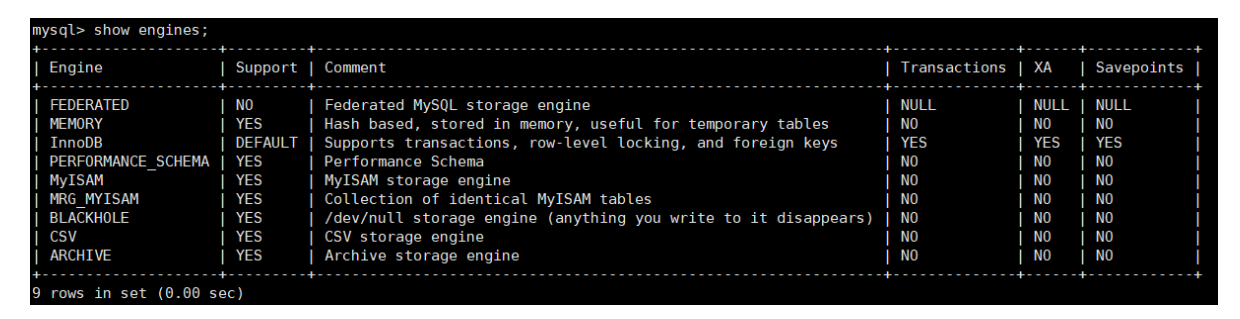 mysql> show engines;
+--------------------+---------+----------------------------------------------------------------+--------------+------+------------+
| Engine             | Support | Comment                                                        | Transactions | XA   | Savepoints |
+--------------------+---------+----------------------------------------------------------------+--------------+------+------------+
| FEDERATED          | NO      | Federated MySQL storage engine                                 | NULL         | NULL | NULL       |
| MEMORY             | YES     | Hash based, stored in memory, useful for temporary tables      | NO           | NO   | NO         |
| InnoDB             | DEFAULT | Supports transactions, row-level locking, and foreign keys     | YES          | YES  | YES        |
| PERFORMANCE_SCHEMA | YES     | Performance Schema                                             | NO           | NO   | NO         |
| MyISAM             | YES     | MyISAM storage engine                                          | NO           | NO   | NO         |
| MRG_MYISAM         | YES     | Collection of identical MyISAM tables                          | NO           | NO   | NO         |
| BLACKHOLE          | YES     | /dev/null storage engine (anything you write to it disappears) | NO           | NO   | NO         |
| CSV                | YES     | CSV storage engine                                             | NO           | NO   | NO         |
| ARCHIVE            | YES     | Archive storage engine                                         | NO           | NO   | NO         |
+--------------------+---------+----------------------------------------------------------------+--------------+------+------------+
9 rows in set (0.00 sec)